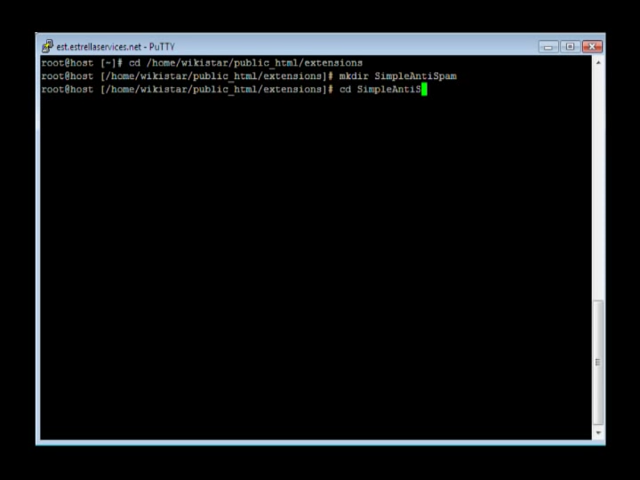 est.estrellaservices.net - PuTTY
root@host [~]# cd /home/wikistar/public_html/extensions
root@host [/home/wikistar/public_html/extensions]# mkdir SimpleAntiSpam
root@host [/home/wikistar/public_html/extensions]# cd SimpleAntiS